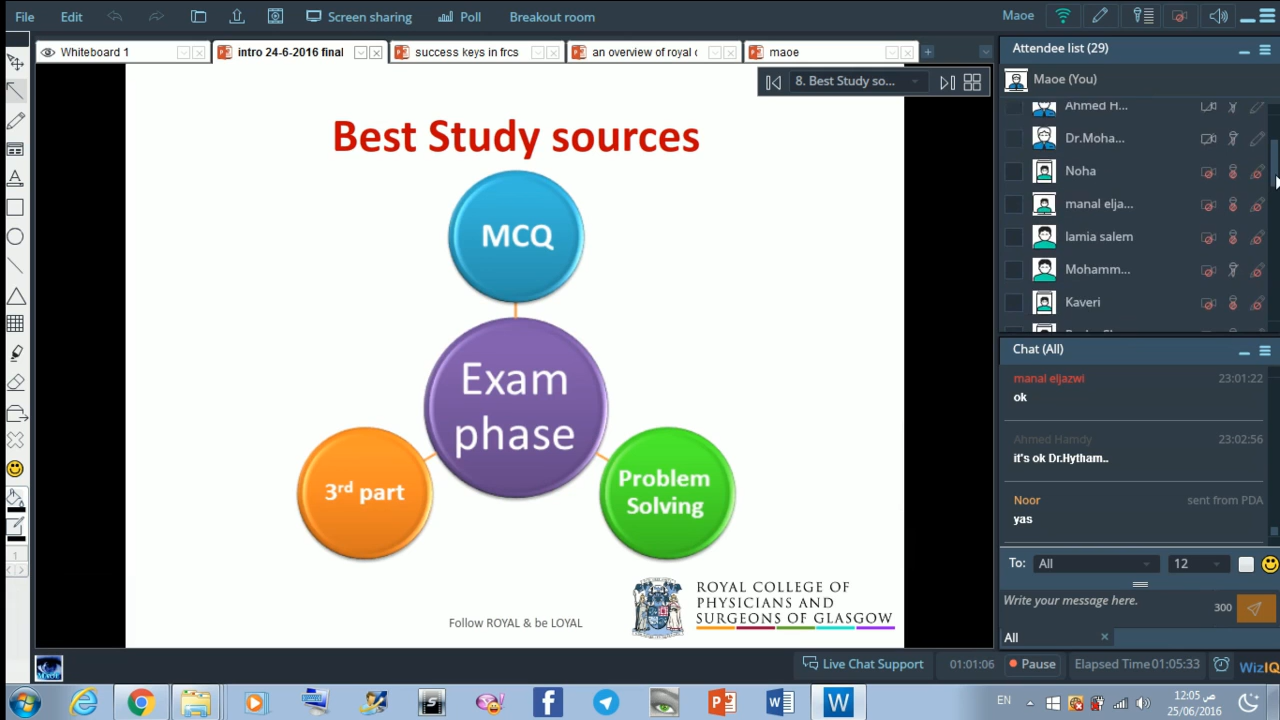 File
Edit
Screen sharing
Poll
Breakout room
Maoe
Whiteboard 1
intro 24-6-2016 final
success keys in frcs
an overview of royal c
maoe
8. Best Study so...
Best Study sources
MCQ
Exam
phase
3rd part
Problem
Solving
Follow ROYAL & be LOYAL
ROYAL COLLEGE OF
PHYSICIANS AND
SURGEONS OF GLASGOW
Attendee list (29)
Maoe (You)
Ahmed H...
Dr.Moha...
Noha
manal elja...
lamia salem
Mohamm...
Kaveri
Chat (All)
manal eljazwi 23:01:22
ok
Ahmed Hamdy 23:02:56
it's ok Dr.Hytham..
Noor sent from PDA
yas
To: All 12
Write your message here. 300
All
Live Chat Support
01:01:06
Pause
Elapsed Time 01:05:33
WizIQ
MAOE
EN
12:05 ص
25/06/2016